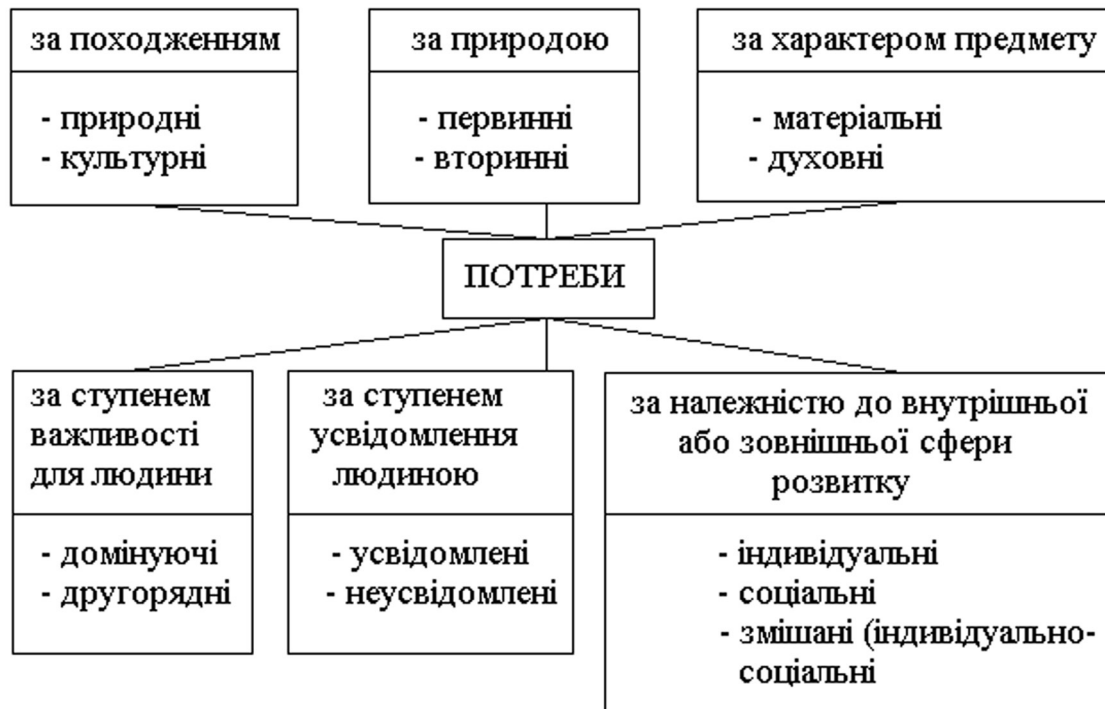 за походженням
- природні
- культурні
за природою
- первинні
- вторинні
за характером предмету
- матеріальні
- духовні
ПОТРЕБИ
за ступенем
важливості
для людини
- домінуючі
- другорядні
за ступенем
усвідомлення
людиною
- усвідомлені
- неусвідомлені
за належністю до внутрішньої
або зовнішньої сфери
розвитку
- індивідуальні
- соціальні
- змішані (індивідуально-
соціальні